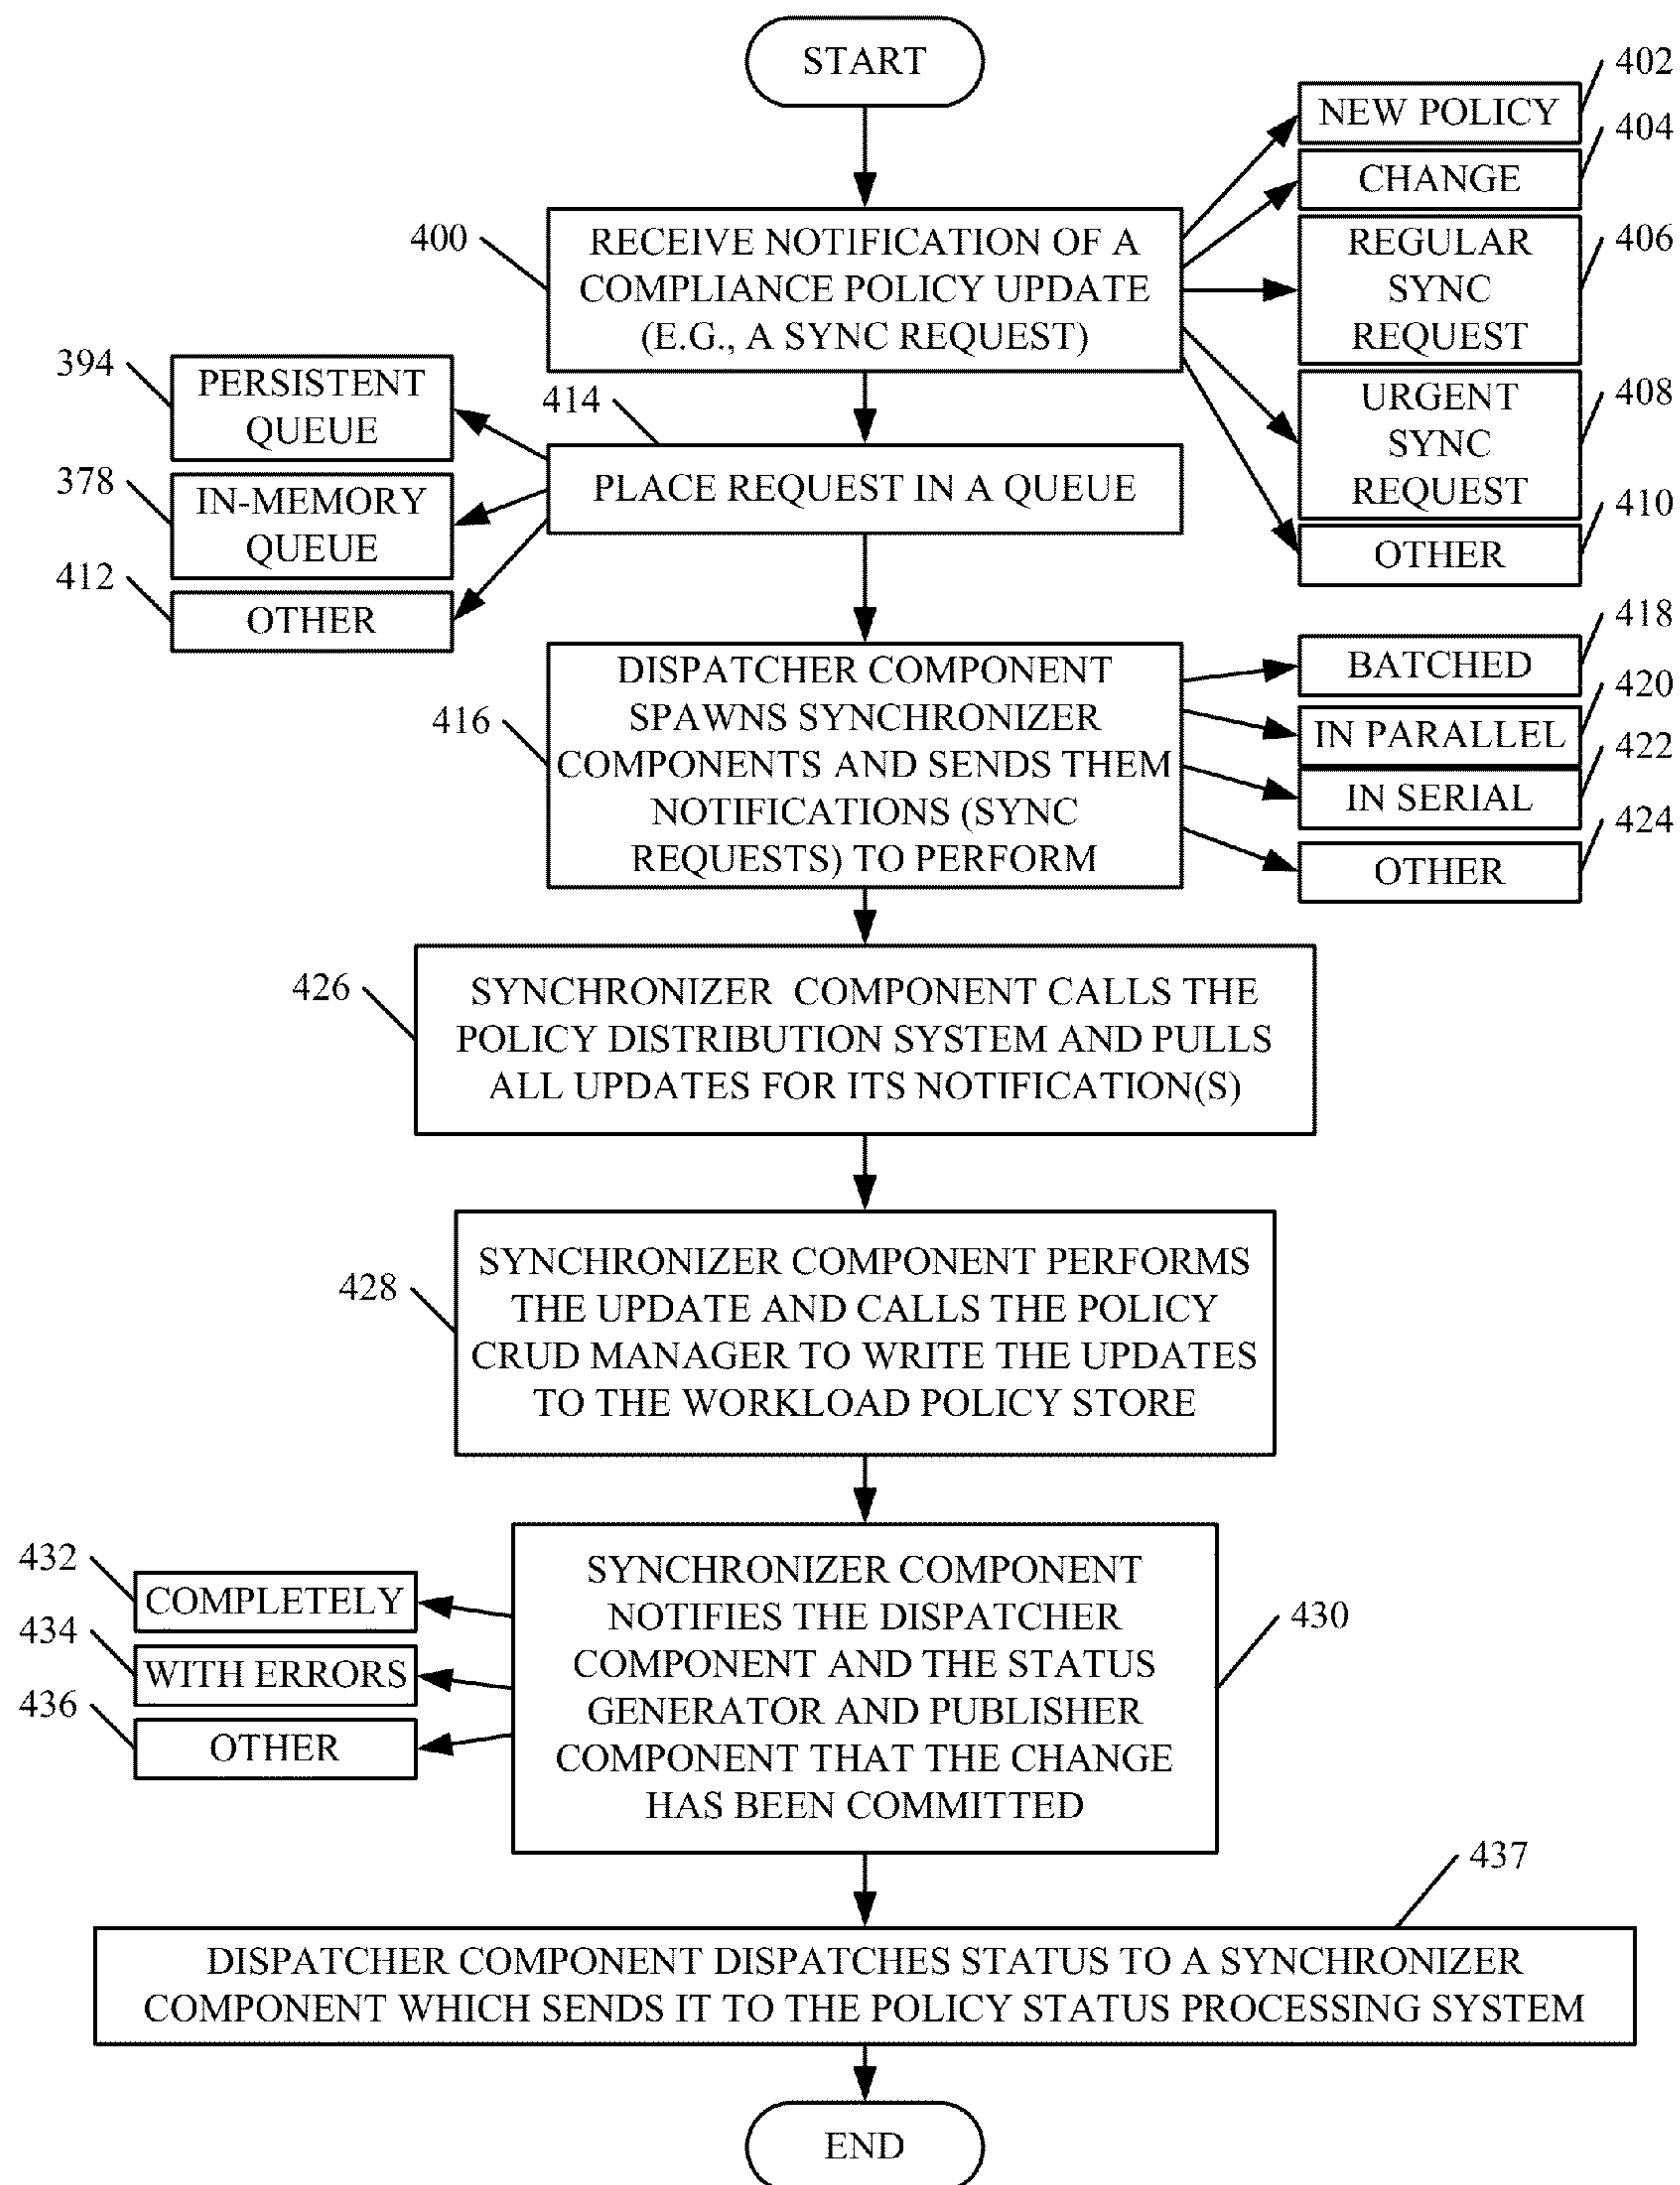 START
402
NEW POLICY
404
CHANGE
400
RECEIVE NOTIFICATION OF A
COMPLIANCE POLICY UPDATE
(E.G., A SYNC REQUEST)
406
REGULAR
SYNC
REQUEST
408
URGENT
SYNC
REQUEST
410
OTHER
394
PERSISTENT
QUEUE
414
PLACE REQUEST IN A QUEUE
378
IN-MEMORY
QUEUE
412
OTHER
416
DISPATCHER COMPONENT
SPAWNS SYNCHRONIZER
COMPONENTS AND SENDS THEM
NOTIFICATIONS (SYNC
REQUESTS) TO PERFORM
418
BATCHED
420
IN PARALLEL
422
IN SERIAL
424
OTHER
426
SYNCHRONIZER COMPONENT CALLS THE
POLICY DISTRIBUTION SYSTEM AND PULLS
ALL UPDATES FOR ITS NOTIFICATION(S)
428
SYNCHRONIZER COMPONENT PERFORMS
THE UPDATE AND CALLS THE POLICY
CRUD MANAGER TO WRITE THE UPDATES
TO THE WORKLOAD POLICY STORE
432
COMPLETELY
434
WITH ERRORS
436
OTHER
SYNCHRONIZER COMPONENT
NOTIFIES THE DISPATCHER
COMPONENT AND THE STATUS
GENERATOR AND PUBLISHER
COMPONENT THAT THE CHANGE
HAS BEEN COMMITTED
430
437
DISPATCHER COMPONENT DISPATCHES STATUS TO A SYNCHRONIZER
COMPONENT WHICH SENDS IT TO THE POLICY STATUS PROCESSING SYSTEM
END